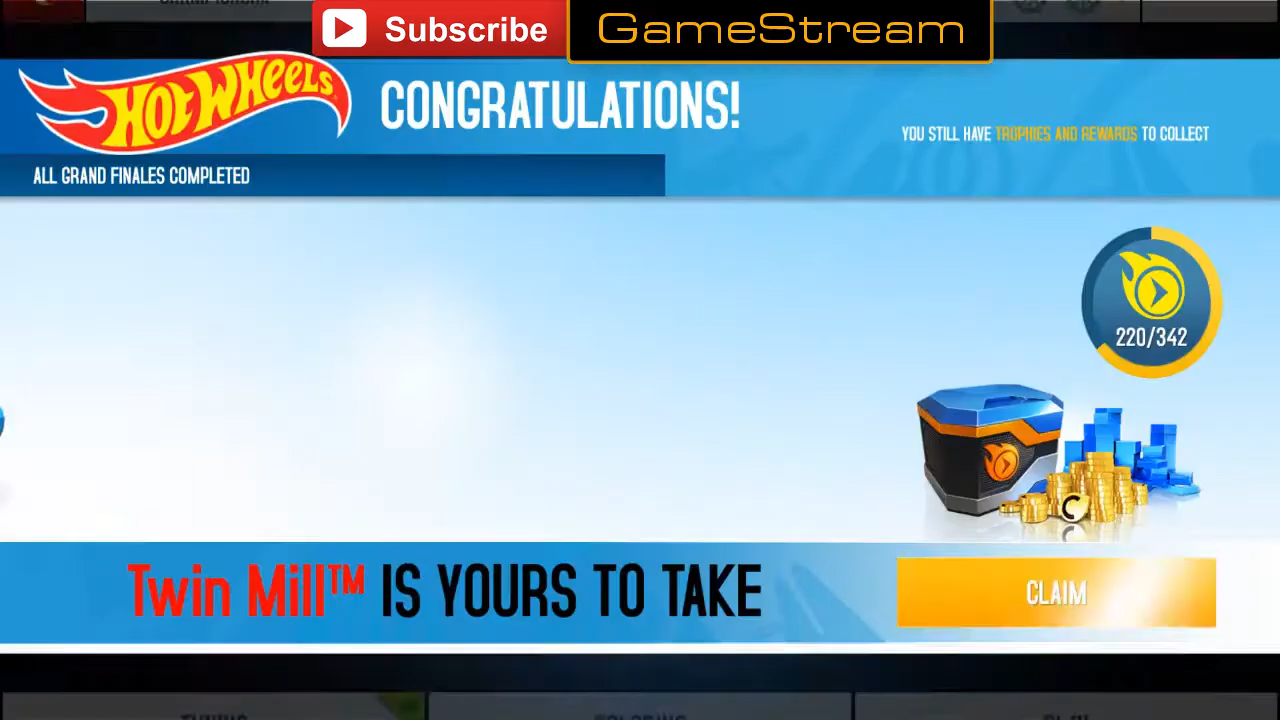 Subscribe
GameStream
HOT WHEELS
CONGRATULATIONS!
YOU STILL HAVE TROPHIES AND REWARDS TO COLLECT
ALL GRAND FINALES COMPLETED
220/342
Twin Mill™ IS YOURS TO TAKE
CLAIM